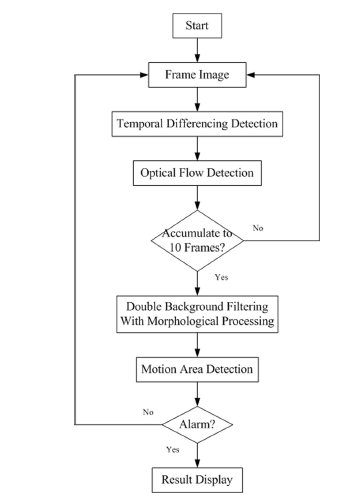 Start
Frame Image
Temporal Differencing Detection
Optical Flow Detection
Accumulate to
10 Frames?
No
Yes
Double Background Filtering
With Morphological Processing
Motion Area Detection
No
Alarm?
Yes
Result Display